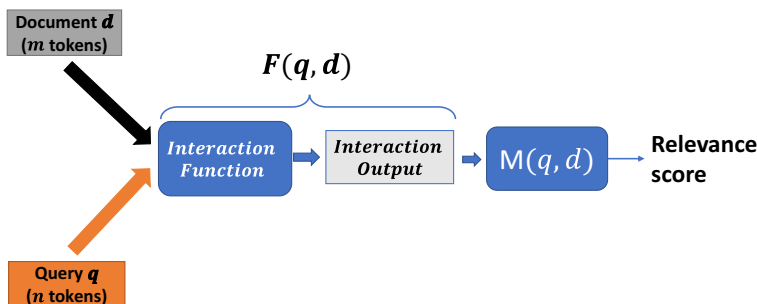 Document d
(m tokens)
F(q, d)
Interaction
Function
Interaction
Output
M(q, d)
Relevance
score
Query q
(n tokens)